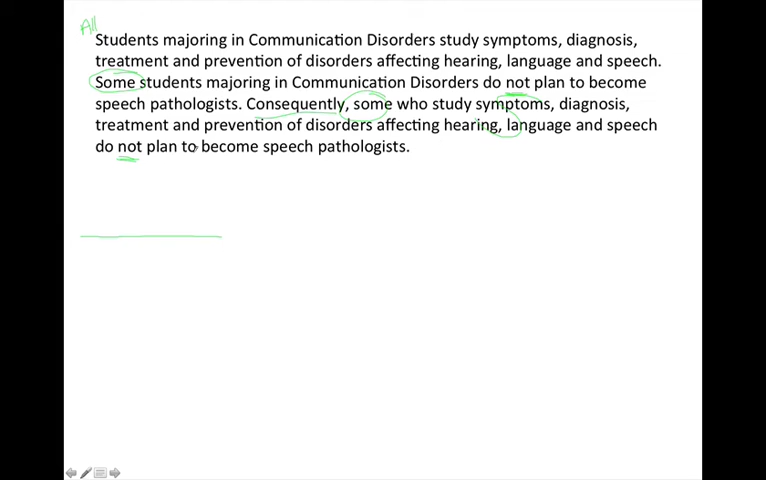 All
Students majoring in Communication Disorders study symptoms, diagnosis,
treatment and prevention of disorders affecting hearing, language and speech.
Some students majoring in Communication Disorders do not plan to become
speech pathologists. Consequently, some who study symptoms, diagnosis,
treatment and prevention of disorders affecting hearing, language and speech
do not plan to become speech pathologists.